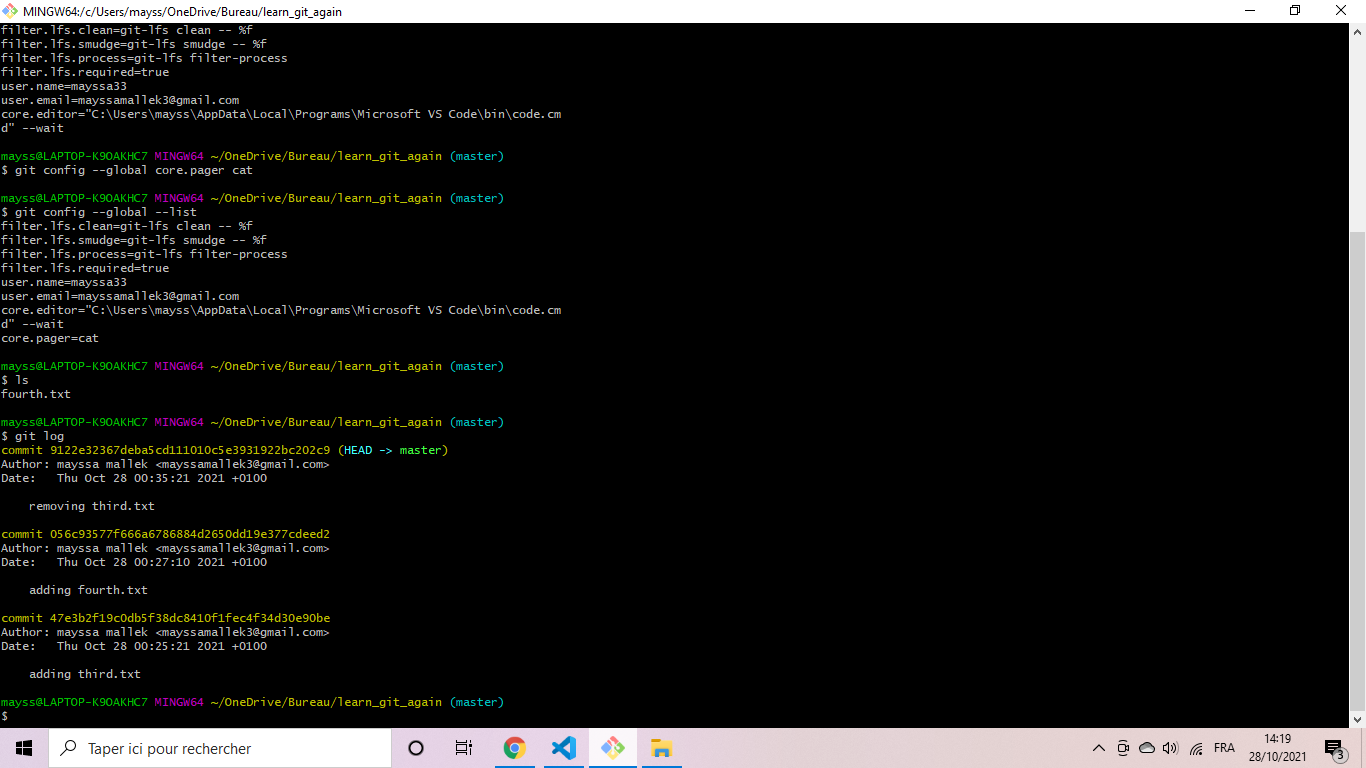 MINGW64:/c/Users/mayss/OneDrive/Bureau/learn_git_again
filter.lfs.clean=git-lfs clean -- %f
filter.lfs.smudge=git-lfs smudge -- %f
filter.lfs.process=git-lfs filter-process
filter.lfs.required=true
user.name=mayssa33
user.email=mayssamallek3@gmail.com
core.editor="C:\Users\mayss\AppData\Local\Programs\Microsoft VS Code\bin\code.cm
d" --wait
mayss@LAPTOP-K9OAKHC7 MINGW64 ~/OneDrive/Bureau/learn_git_again (master)
$ git config --global core.pager cat
mayss@LAPTOP-K9OAKHC7 MINGW64 ~/OneDrive/Bureau/learn_git_again (master)
$ git config --global --list
filter.lfs.clean=git-lfs clean -- %f
filter.lfs.smudge=git-lfs smudge -- %f
filter.lfs.process=git-lfs filter-process
filter.lfs.required=true
user.name=mayssa33
user.email=mayssamallek3@gmail.com
core.editor="C:\Users\mayss\AppData\Local\Programs\Microsoft VS Code\bin\code.cm
d" --wait
core.pager=cat
mayss@LAPTOP-K9OAKHC7 MINGW64 ~/OneDrive/Bureau/learn_git_again (master)
$ ls
fourth.txt
mayss@LAPTOP-K9OAKHC7 MINGW64 ~/OneDrive/Bureau/learn_git_again (master)
$ git log
commit 9122e32367deba5cd111010c5e3931922bc202c9 (HEAD -> master)
Author: mayssa mallek <mayssamallek3@gmail.com>
Date:   Thu Oct 28 00:35:21 2021 +0100
removing third.txt
commit 056c93577f666a6786884d2650dd19e377cdeed2
Author: mayssa mallek <mayssamallek3@gmail.com>
Date:   Thu Oct 28 00:27:10 2021 +0100
adding fourth.txt
commit 47e3b2f19c0db5f38dc8410f1fec4f34d30e90be
Author: mayssa mallek <mayssamallek3@gmail.com>
Date:   Thu Oct 28 00:25:21 2021 +0100
adding third.txt
mayss@LAPTOP-K9OAKHC7 MINGW64 ~/OneDrive/Bureau/learn_git_again (master)
$
Taper ici pour rechercher
FRA
14:19
28/10/2021
3